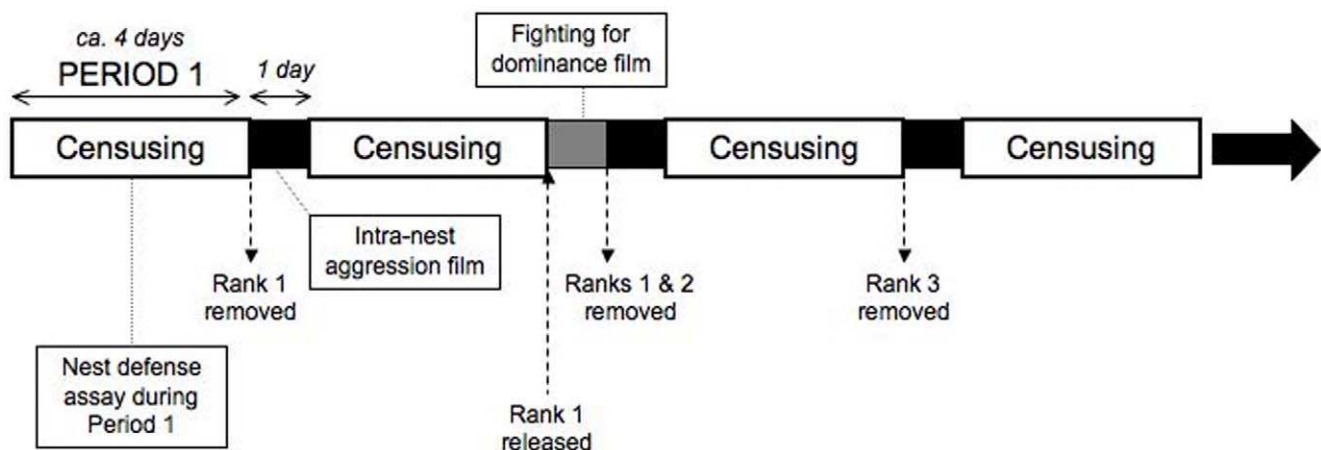 ca. 4 days
PERIOD 1
1 day
Fighting for
dominance film
Censusing
Censusing
Censusing
Censusing
Intra-nest
aggression film
Rank 1
removed
Ranks 1 & 2
removed
Rank 3
removed
Nest defense
assay during
Period 1
Rank 1
released